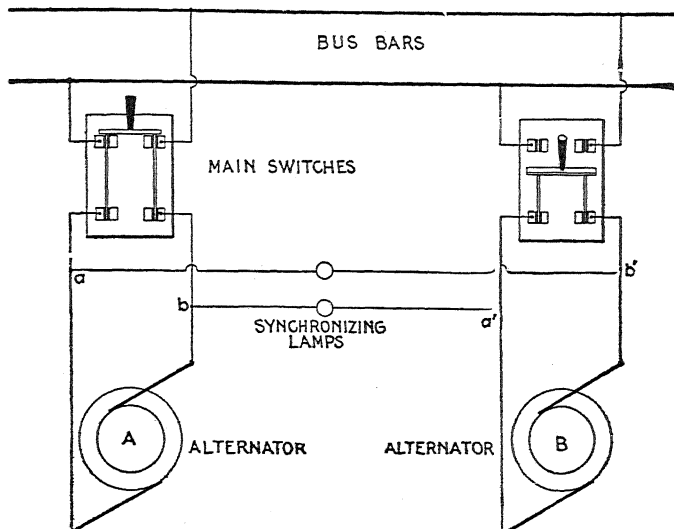 BUS BARS
MAIN SWITCHES
a
b'
b
a'
SYNCHRONIZING
LAMPS
A
ALTERNATOR
ALTERNATOR
B